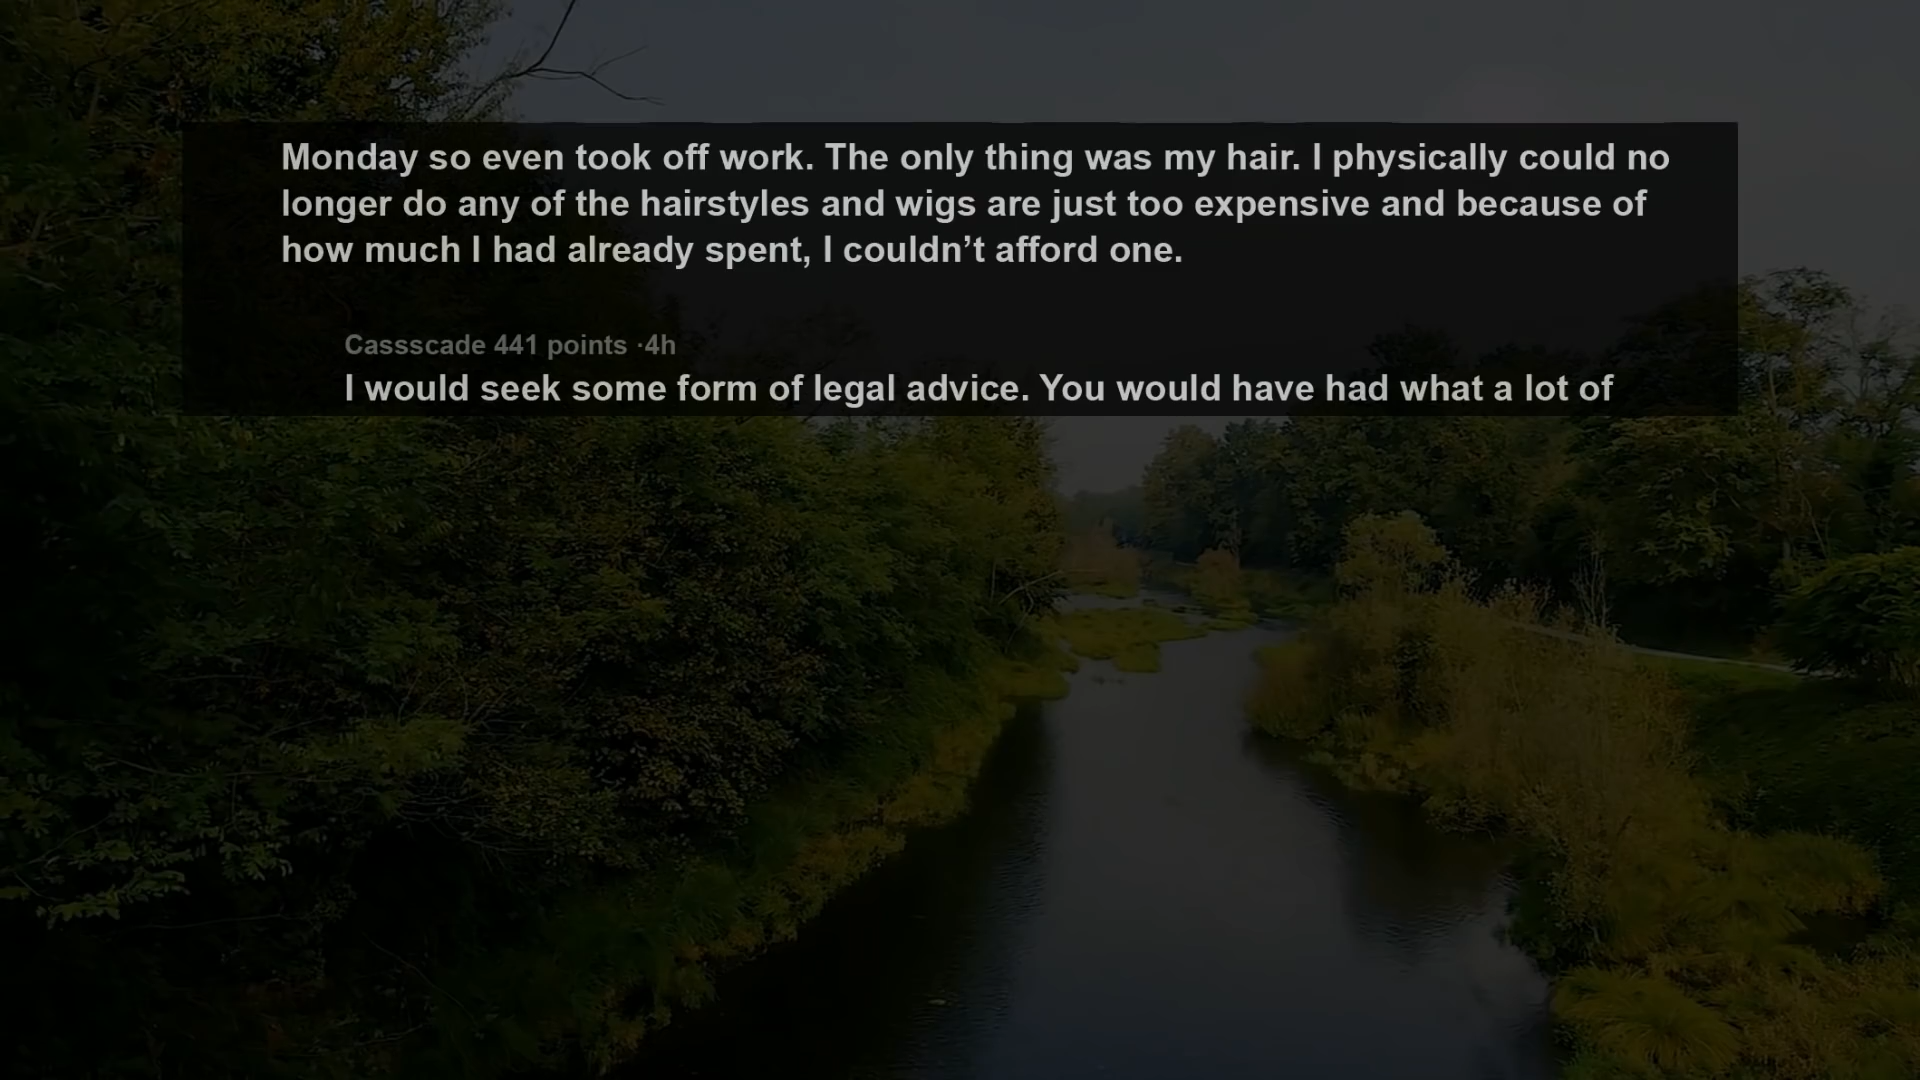 Monday so even took off work. The only thing was my hair. I physically could no
longer do any of the hairstyles and wigs are just too expensive and because of
how much I had already spent, I couldn’t afford one.
Cassscade 441 points ·4h
I would seek some form of legal advice. You would have had what a lot of